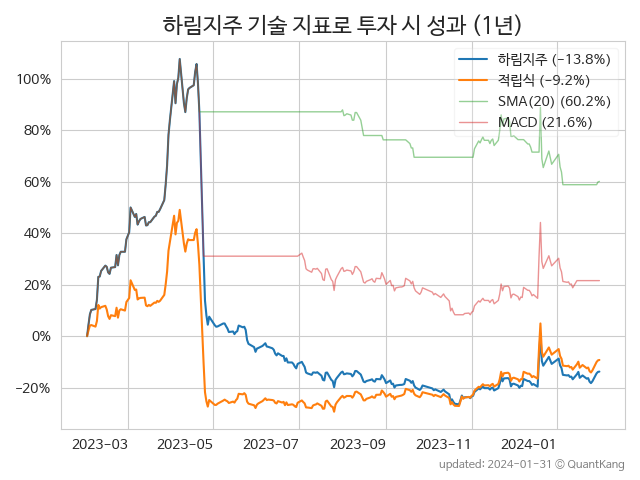 하림지주 기술 지표로 투자 시 성과 (1년)
하림지주 (-13.8%)
적립식 (-9.2%)
SMA(20) (60.2%)
MACD (21.6%)
100%
80%
60%
40%
20%
0%
-20%
2023-03
2023-05
2023-07
2023-09
2023-11
2024-01
updated: 2024-01-31 © QuantKang